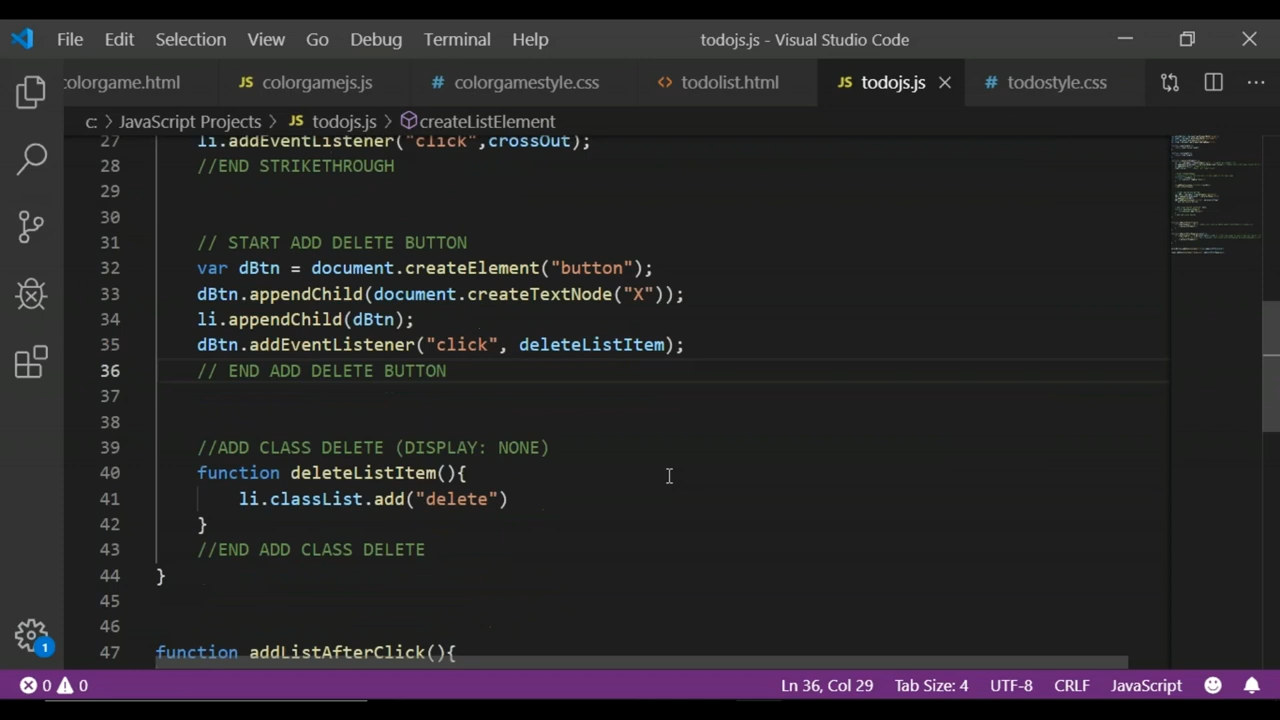 File Edit Selection View Go Debug Terminal Help todojs.js - Visual Studio Code
colorgame.html JS colorgamejs.js # colorgamestyle.css <> todolist.html JS todojs.js # todostyle.css
c: > JavaScript Projects > JS todojs.js > createListElement
27 li.addEventListener("click",crossOut);
28 //END STRIKETHROUGH
29
30
31 // START ADD DELETE BUTTON
32 var dBtn = document.createElement("button");
33 dBtn.appendChild(document.createTextNode("X"));
34 li.appendChild(dBtn);
35 dBtn.addEventListener("click", deleteListItem);
36 // END ADD DELETE BUTTON
37
38
39 //ADD CLASS DELETE (DISPLAY: NONE)
40 function deleteListItem(){
41 li.classList.add("delete")
42 }
43 //END ADD CLASS DELETE
44 }
45
46
47 function addListAfterClick(){
1
0 0 Ln 36, Col 29 Tab Size: 4 UTF-8 CRLF JavaScript